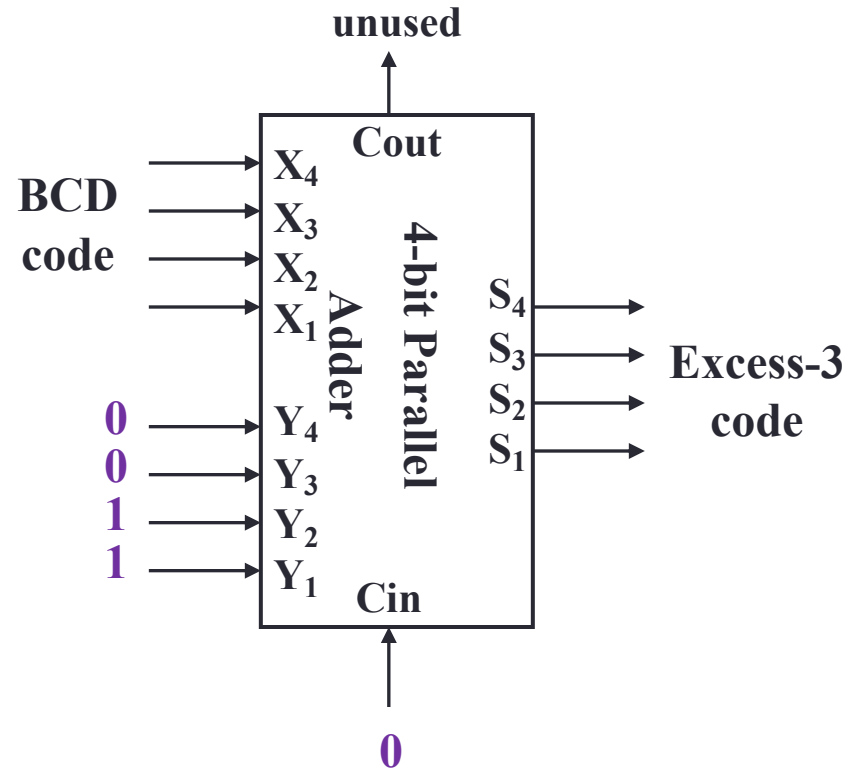 unused
Cout
BCD
code
X4
X3
X2
X1
4-bit Parallel
Adder
S4
S3
S2
S1
Excess-3
code
0
0
1
1
Y4
Y3
Y2
Y1
Cin
0